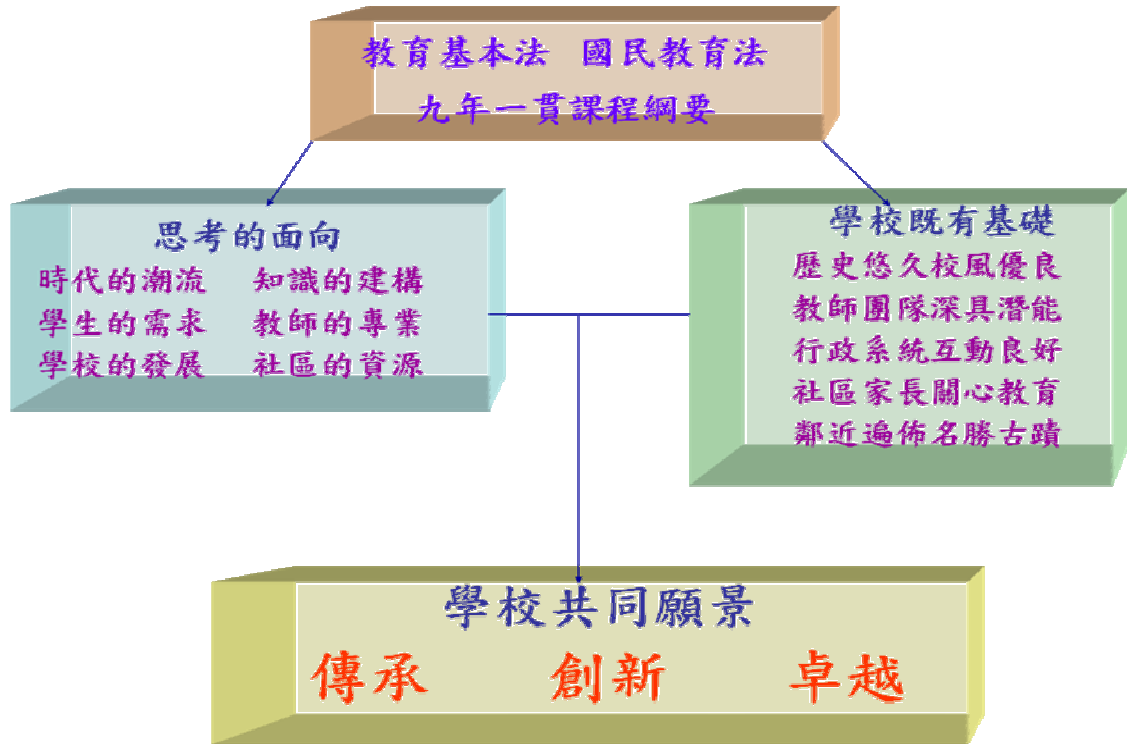 教育基本法 國民教育法
九年一貫課程綱要
思考的面向
時代的潮流 知識的建構
學生的需求 教師的專業
學校的發展 社區的資源
學校既有基礎
歷史悠久校風優良
教師團隊深具潛能
行政系統互動良好
社區家長關心教育
鄰近遍佈名勝古蹟
學校共同願景
傳承 創新 卓越